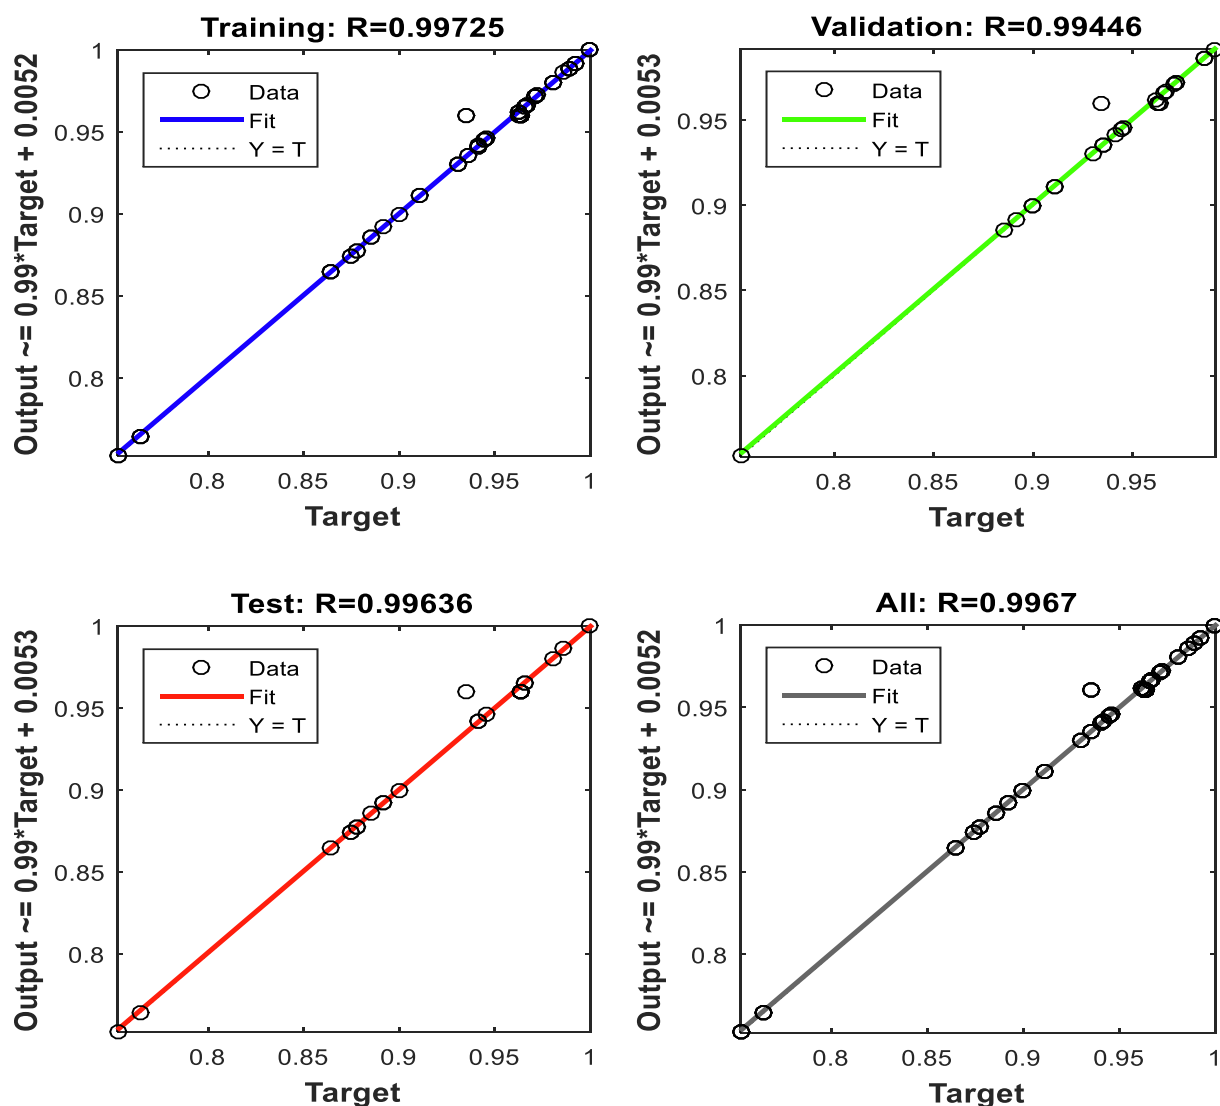 Training: R=0.99725
Output ~= 0.99*Target + 0.0052
1
0.95
0.9
0.85
0.8
Data
Fit
Y = T
0.8
0.85
0.9
0.95
1
Target
Validation: R=0.99446
Output ~= 0.99*Target + 0.0053
0.95
0.9
0.85
0.8
Data
Fit
Y = T
0.8
0.85
0.9
0.95
Target
Test: R=0.99636
Output ~= 0.99*Target + 0.0053
1
0.95
0.9
0.85
0.8
Data
Fit
Y = T
0.8
0.85
0.9
0.95
1
Target
All: R=0.9967
Output ~= 0.99*Target + 0.0052
1
0.95
0.9
0.85
0.8
Data
Fit
Y = T
0.8
0.85
0.9
0.95
1
Target